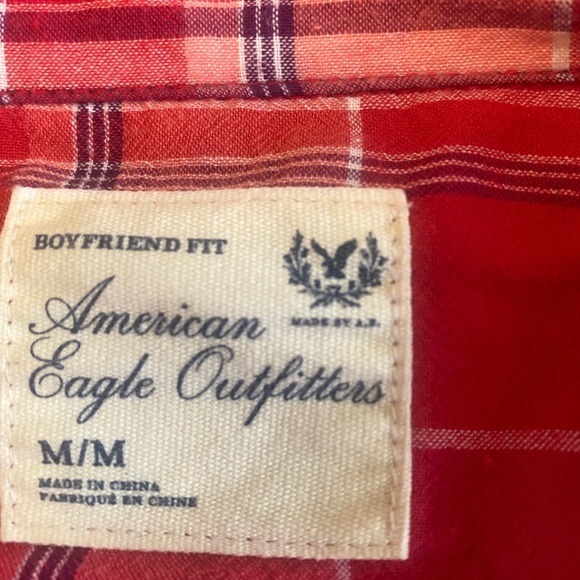 BOYFRIEND FIT
MADE BY A.E.
American
Eagle Outfitters
M/M
MADE IN CHINA
FABRIQUÉ EN CHINE